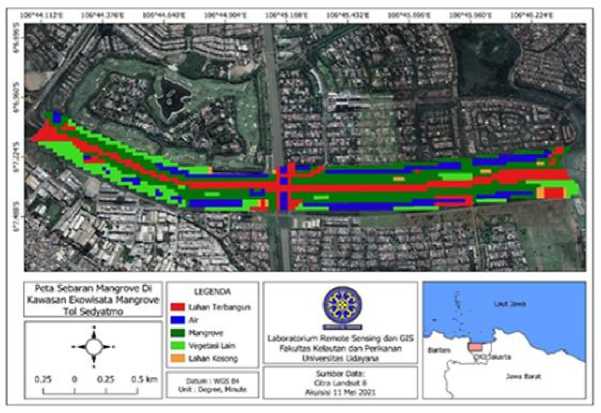 106°44.112'E 106°44.376'E 106°44.640'E 106°44.904'E 106°45.168'E 106°45.432'E 106°45.696'E 106°45.960'E 106°46.224'E
6°6.696'S
6°6.960'S
6°7.224'S
6°7.488'S
Peta Sebaran Mangrove Di
Kawasan Ekowisata Mangrove
Tol Sedyatmo
0.25 0 0.25 0.5 km
LEGENDA
Lahan Terbangun
Air
Mangrove
Vegetasi Lain
Lahan Kosong
Datum : WGS 84
Unit : Degree, Minute
Laboratorium Remote Sensing dan GIS
Fakultas Kelautan dan Perikanan
Universitas Udayana
Sumber Data:
Citra Landsat 8
Akuisisi 11 Mei 2021
Laut Jawa
Banten
DKI Jakarta
Jawa Barat